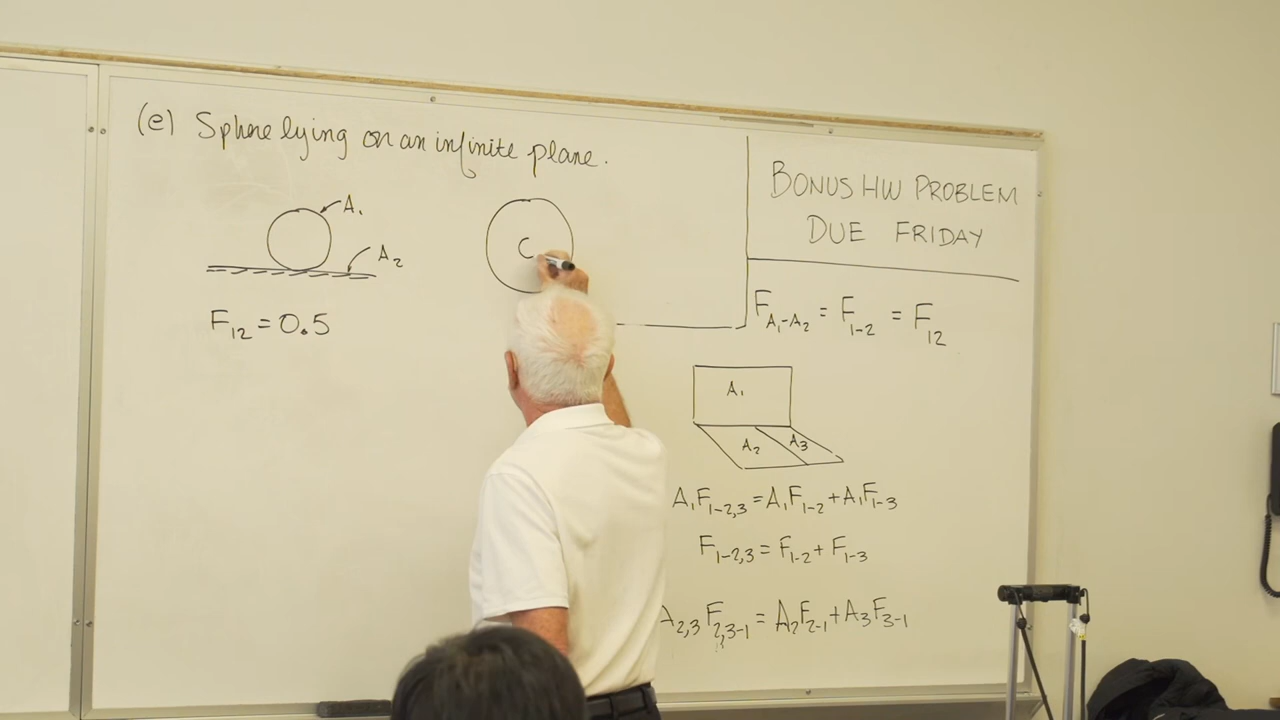 (e) Sphere lying on an infinite plane.
A₁
A₂
F₁₂ = 0.5
C
BONUS HW PROBLEM
DUE FRIDAY
F_A₁-A₂ = F₁₋₂ = F₁₂
A₁
A₂ A₃
A₁F₁₋₂,₃ = A₁F₁₋₂ + A₁F₁₋₃
F₁₋₂,₃ = F₁₋₂ + F₁₋₃
A₂,₃ F₂,₃₋₁ = A₂F₂₋₁ + A₃F₃₋₁